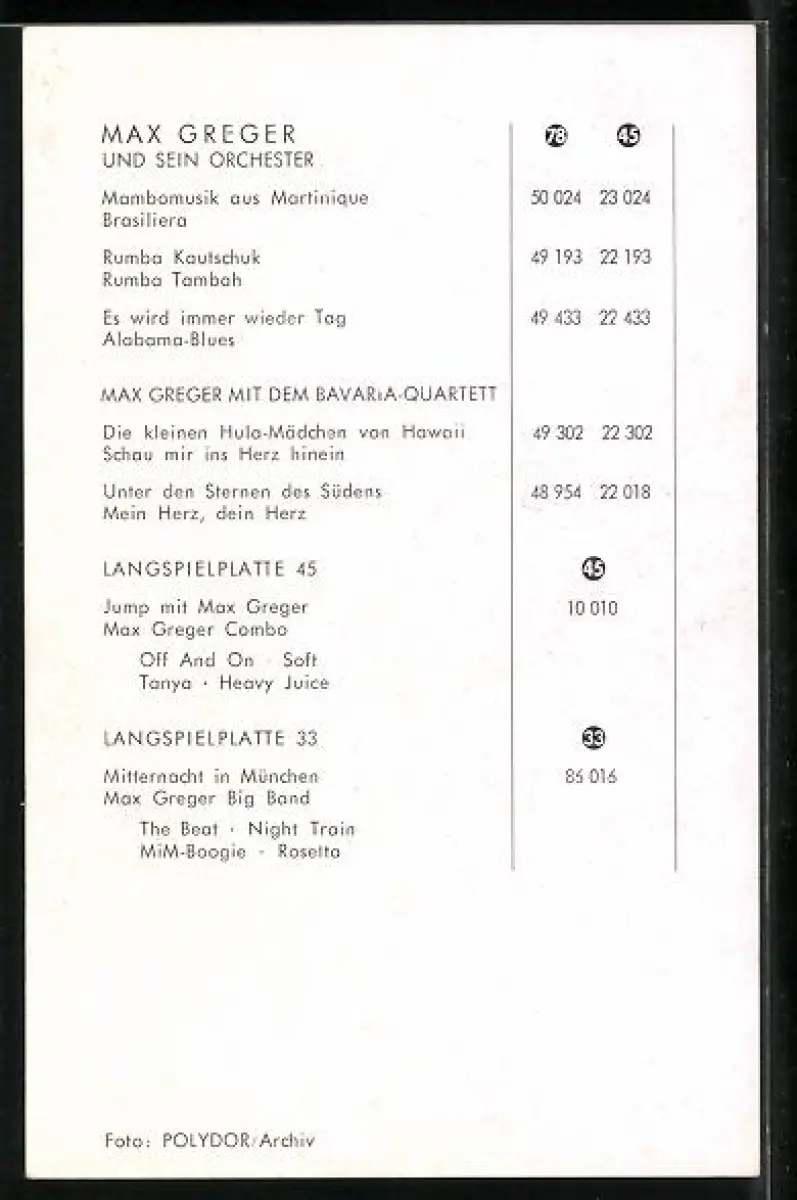 MAX GREGER 78 45
UND SEIN ORCHESTER
Mambomusik aus Martinique 50 024 23 024
Brasiliera
Rumba Kautschuk 49 193 22 193
Rumba Tambah
Es wird immer wieder Tag 49 433 22 433
Alabama-Blues
MAX GREGER MIT DEM BAVARIA-QUARTETT
Die kleinen Hula-Mädchen von Hawaii 49 302 22 302
Schau mir ins Herz hinein
Unter den Sternen des Südens 48 954 22 018
Mein Herz, dein Herz
LANGSPIELPLATTE 45 45
Jump mit Max Greger 10 010
Max Greger Combo
Off And On · Soft
Tanya · Heavy Juice
LANGSPIELPLATTE 33 33
Mitternacht in München 86 016
Max Greger Big Band
The Beat · Night Train
MiM-Boogie - Rosetta
Foto: POLYDOR/Archiv